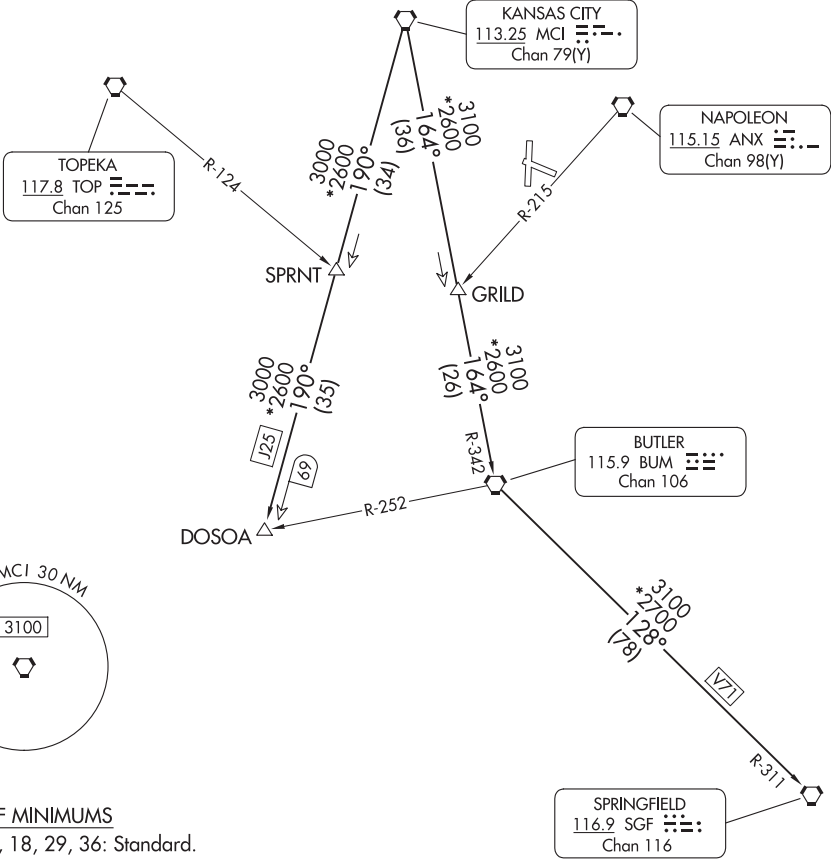 KANSAS CITY
113.25 MCI
Chan 79(Y)
NAPOLEON
115.15 ANX
Chan 98(Y)
TOPEKA
117.8 TOP
Chan 125
R-124
3000
*2600
190°
(34)
3100
*2600
164°
(36)
R-215
SPRNT
GRILD
3000
*2600
190°
(35)
3100
*2600
164°
(26)
J25
69
R-342
BUTLER
115.9 BUM
Chan 106
R-252
DOSOA
MCI 30 NM
3100
3100
*2700
128°
(78)
V71
R-311
SPRINGFIELD
116.9 SGF
Chan 116
F MINIMUMS
, 18, 29, 36: Standard.